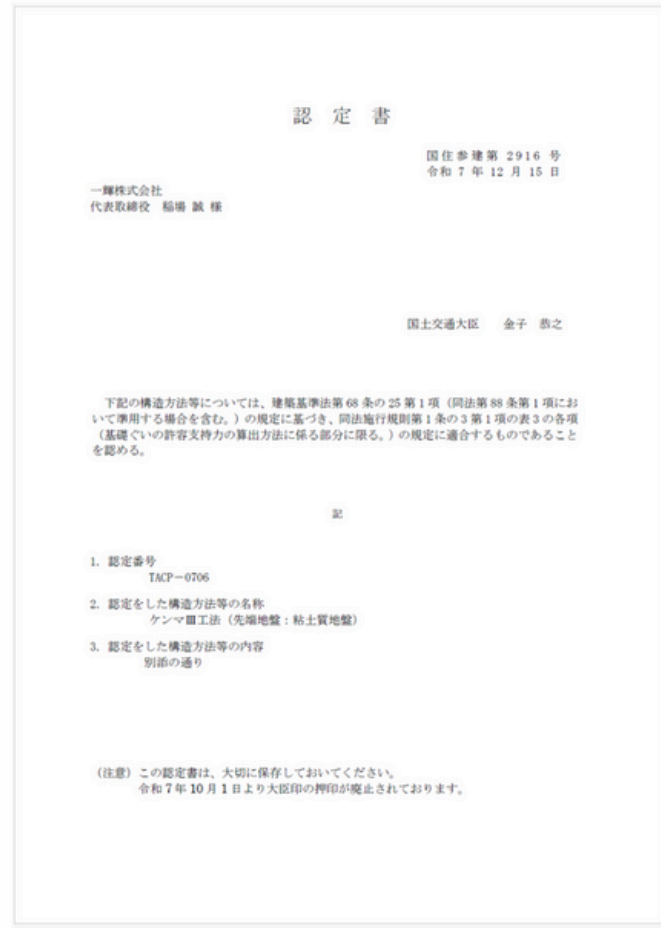 認 定 書
国住参建第 2916 号
令和 7 年 12 月 15 日
一輝株式会社
代表取締役 稲場 誠 様
国土交通大臣 金子 恭之
下記の構造方法等については、建築基準法第 68 条の 25 第 1 項（同法第 88 条第 1 項にお
いて準用する場合を含む。）の規定に基づき、同法施行規則第 1 条の 3 第 1 項の表 3 の各項
（基礎ぐいの許容支持力の算出方法に係る部分に限る。）の規定に適合するものであること
を認める。
記
1. 認定番号
TACP－0706
2. 認定をした構造方法等の名称
ケンマⅢ工法（先端地盤：粘土質地盤）
3. 認定をした構造方法等の内容
別添の通り
（注意）この認定書は、大切に保存しておいてください。
令和 7 年 10 月 1 日より大臣印の押印が廃止されております。